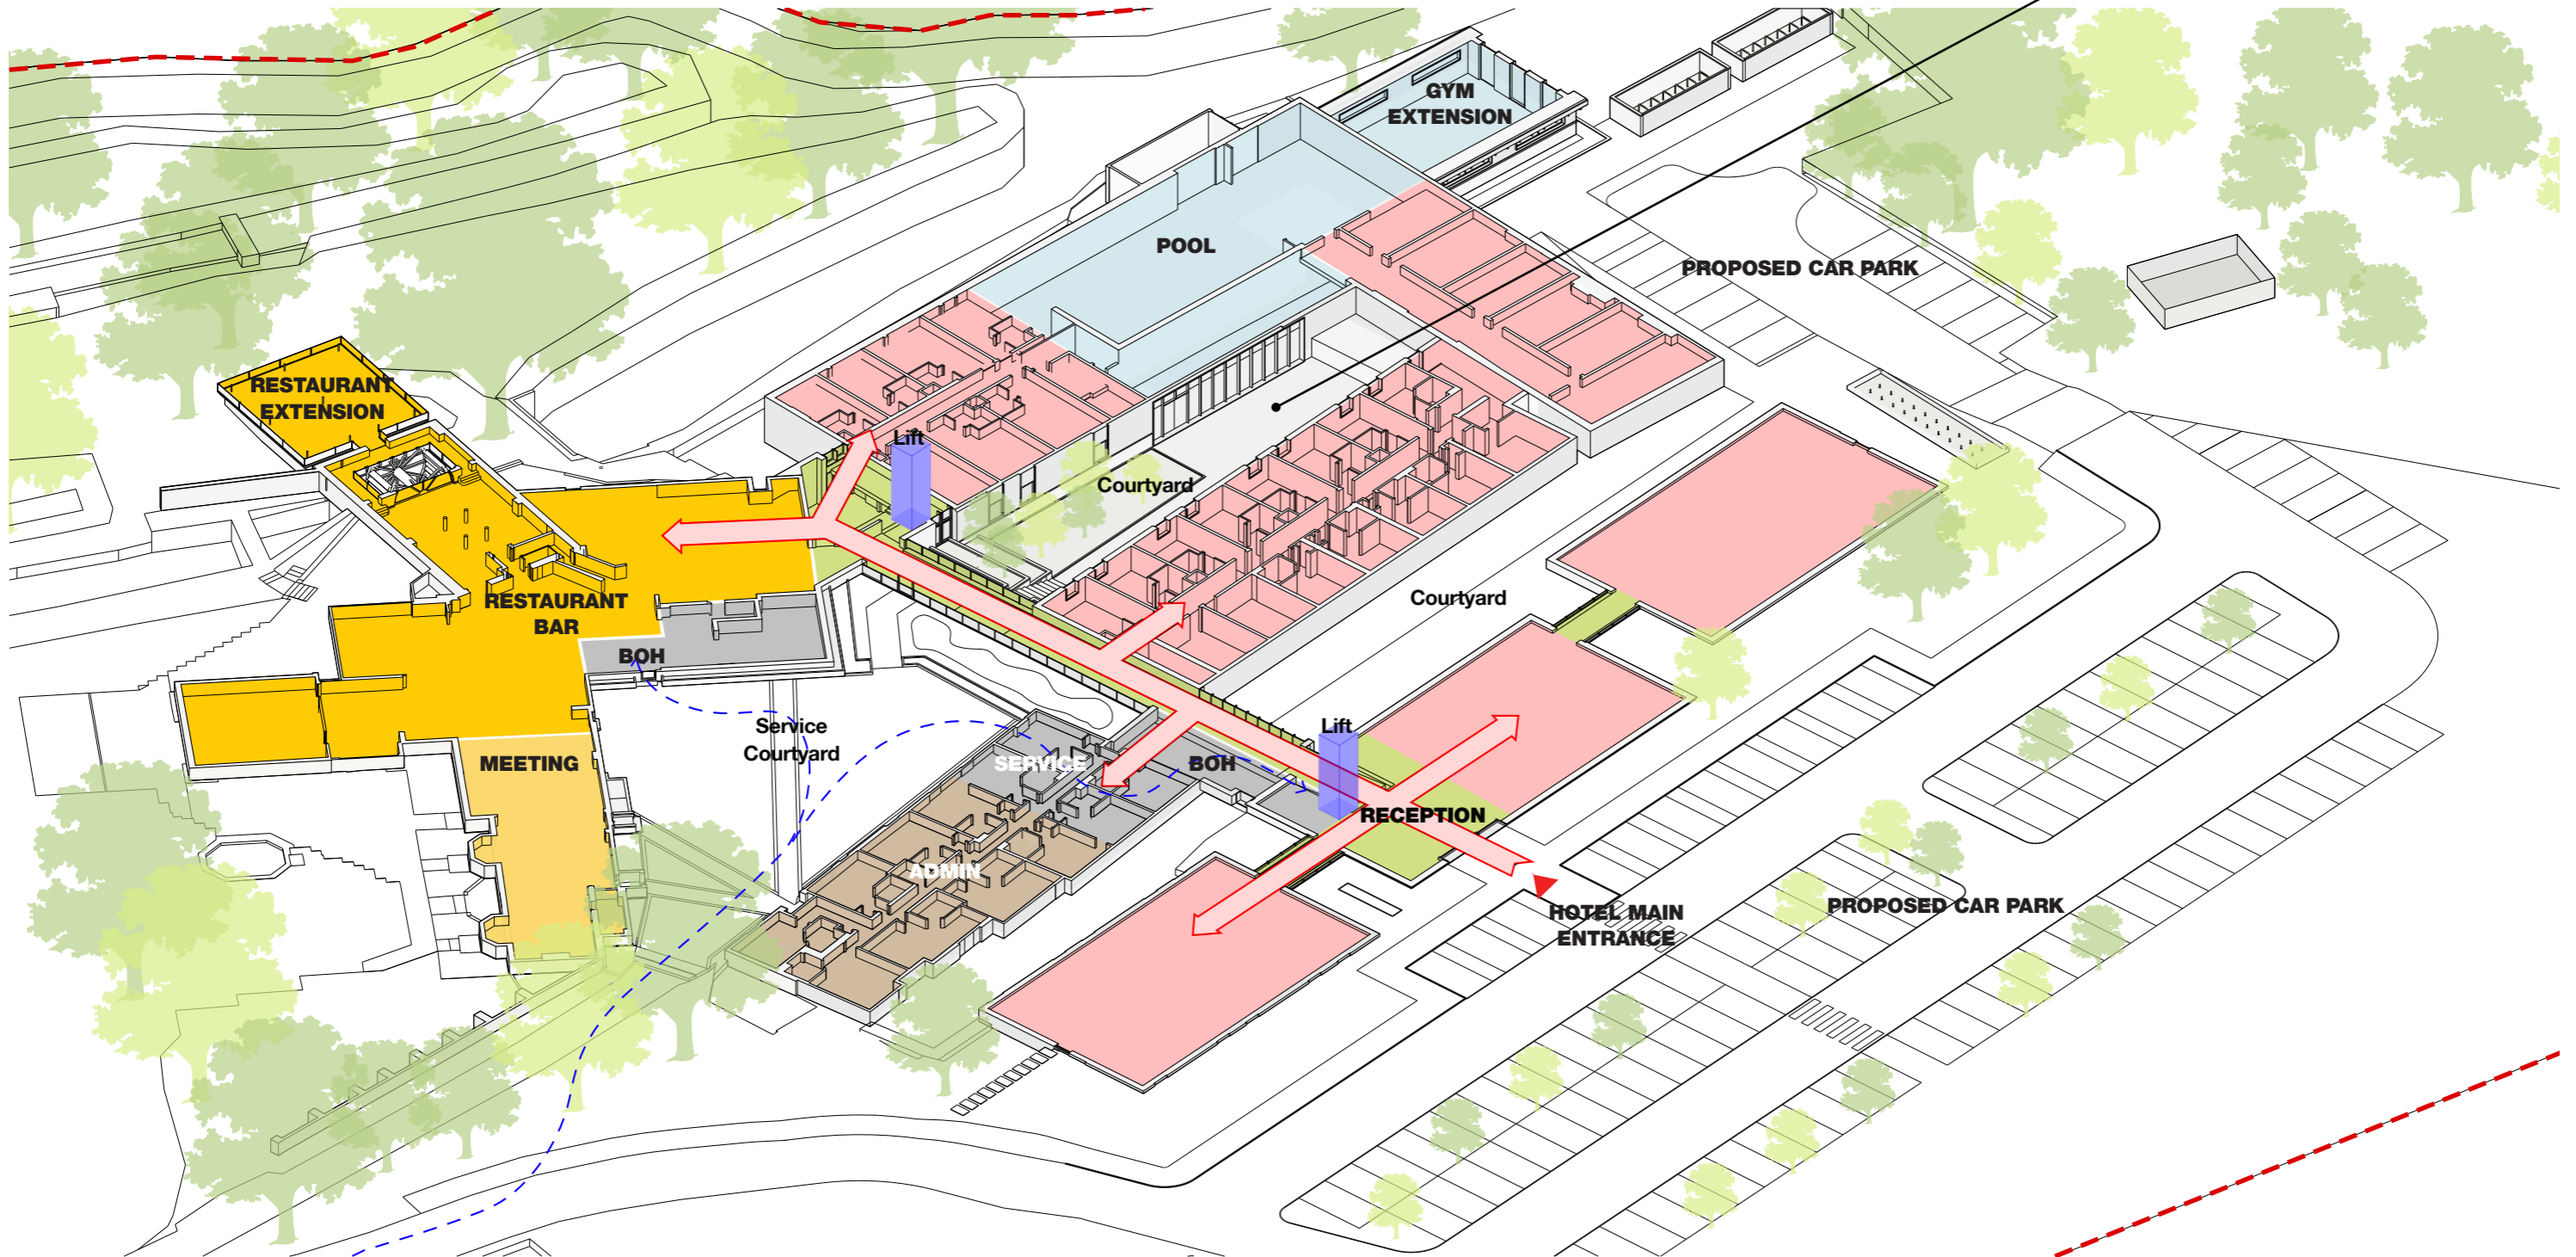 GYM
EXTENSION
POOL
PROPOSED CAR PARK
RESTAURANT
EXTENSION
Lift
Courtyard
RESTAURANT
BAR
Courtyard
BOH
Service
Courtyard
Lift
MEETING
SERVICE
BOH
RECEPTION
ADMIN
HOTEL MAIN
ENTRANCE
PROPOSED CAR PARK